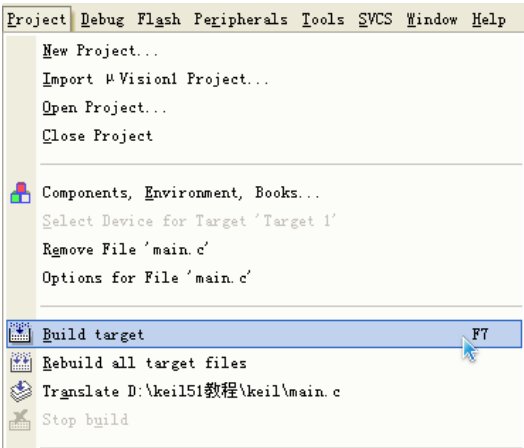 Project Debug Flash Peripherals Tools SVCS Window Help
New Project...
Import μVision1 Project...
Open Project...
Close Project
Components, Environment, Books...
Select Device for Target 'Target 1'
Remove File 'main.c'
Options for File 'main.c'
Build target F7
Rebuild all target files
Translate D:\keil51教程\keil\main.c
Stop build